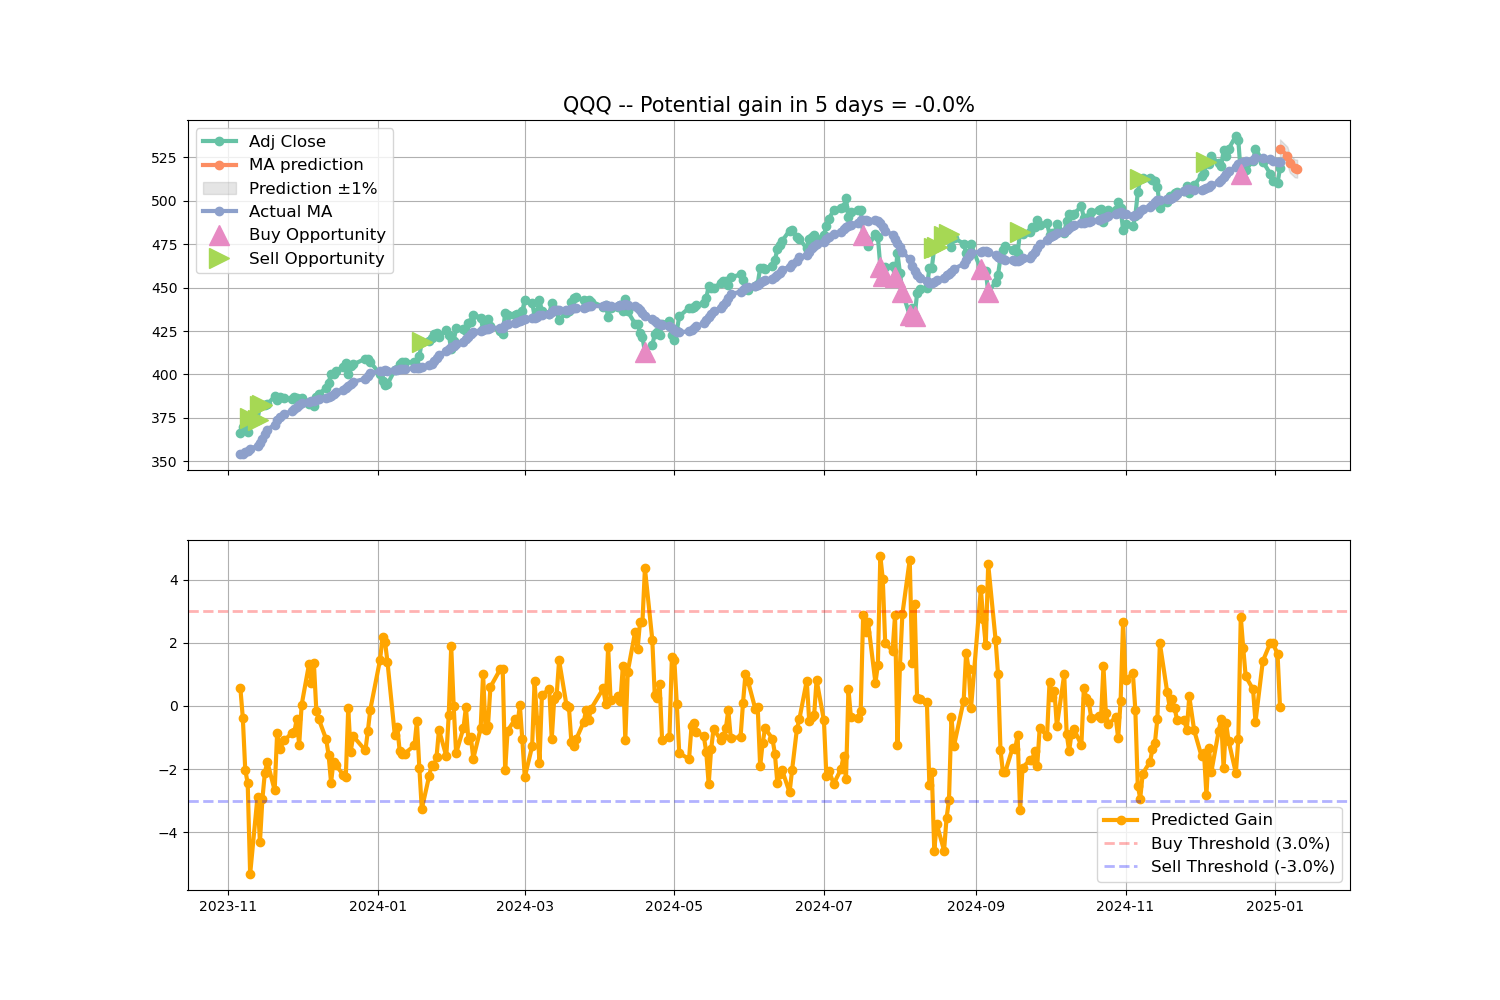 QQQ -- Potential gain in 5 days = -0.0%
Adj Close
MA prediction
Prediction ±1%
Actual MA
Buy Opportunity
Sell Opportunity
525
500
475
450
425
400
375
350
4
2
0
−2
−4
Predicted Gain
Buy Threshold (3.0%)
Sell Threshold (-3.0%)
2023-11 2024-01 2024-03 2024-05 2024-07 2024-09 2024-11 2025-01